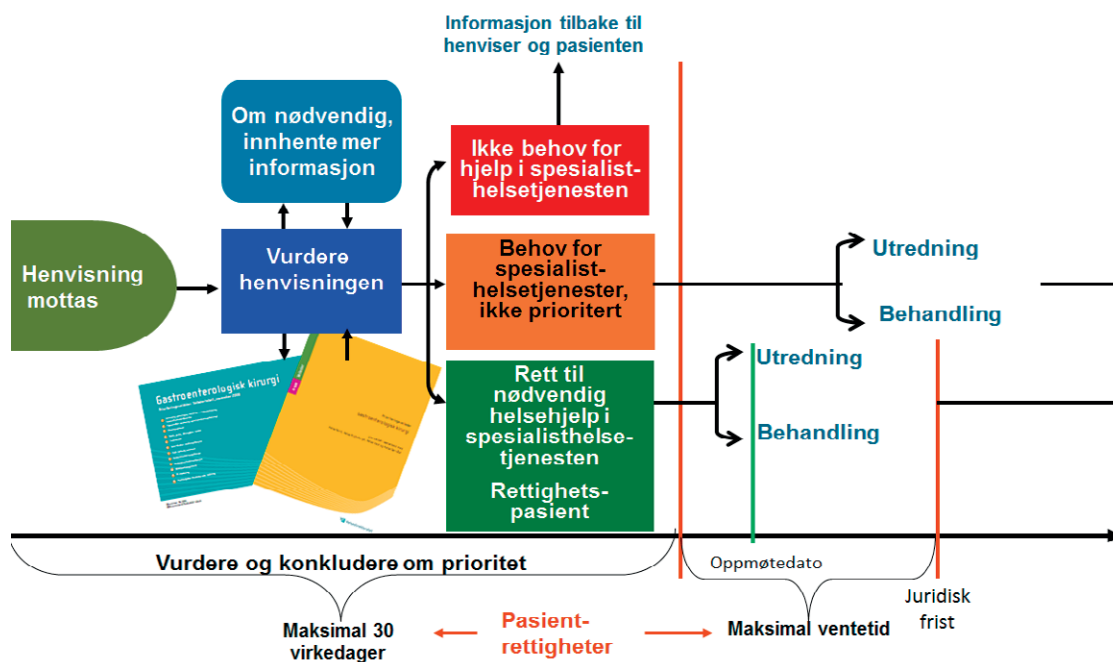 Informasjon tilbake til
henviser og pasienten
Om nødvendig,
innhente mer
informasjon
Ikke behov for
hjelp i spesialist-
helsetjenesten
Henvisning
mottas
Vurdere
henvisningen
Behov for
spesialist-
helsetjenester,
ikke prioritert
Utredning
Behandling
Gastroenterologisk kirurgi
Rett til
nødvendig
helsehjelp i
spesialisthelse-
tjenesten
Rettighets-
pasient
Utredning
Behandling
Vurdere og konkludere om prioritet
Oppmøtedato
Maksimal 30
virkedager
Pasient-
rettigheter
Maksimal ventetid
Juridisk
frist